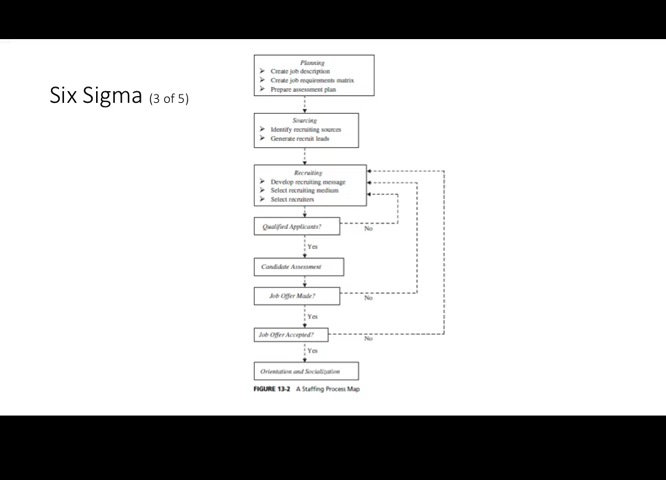 Six Sigma (3 of 5)
Planning
➢ Create job description
➢ Create job requirements matrix
➢ Prepare assessment plan
Sourcing
➢ Identify recruiting sources
➢ Generate recruit leads
Recruiting
➢ Develop recruiting message
➢ Select recruiting medium
➢ Select recruiters
Qualified Applicants?
No
Yes
Candidate Assessment
Job Offer Made?
No
Yes
Job Offer Accepted?
No
Yes
Orientation and Socialization
FIGURE 13-2 A Staffing Process Map